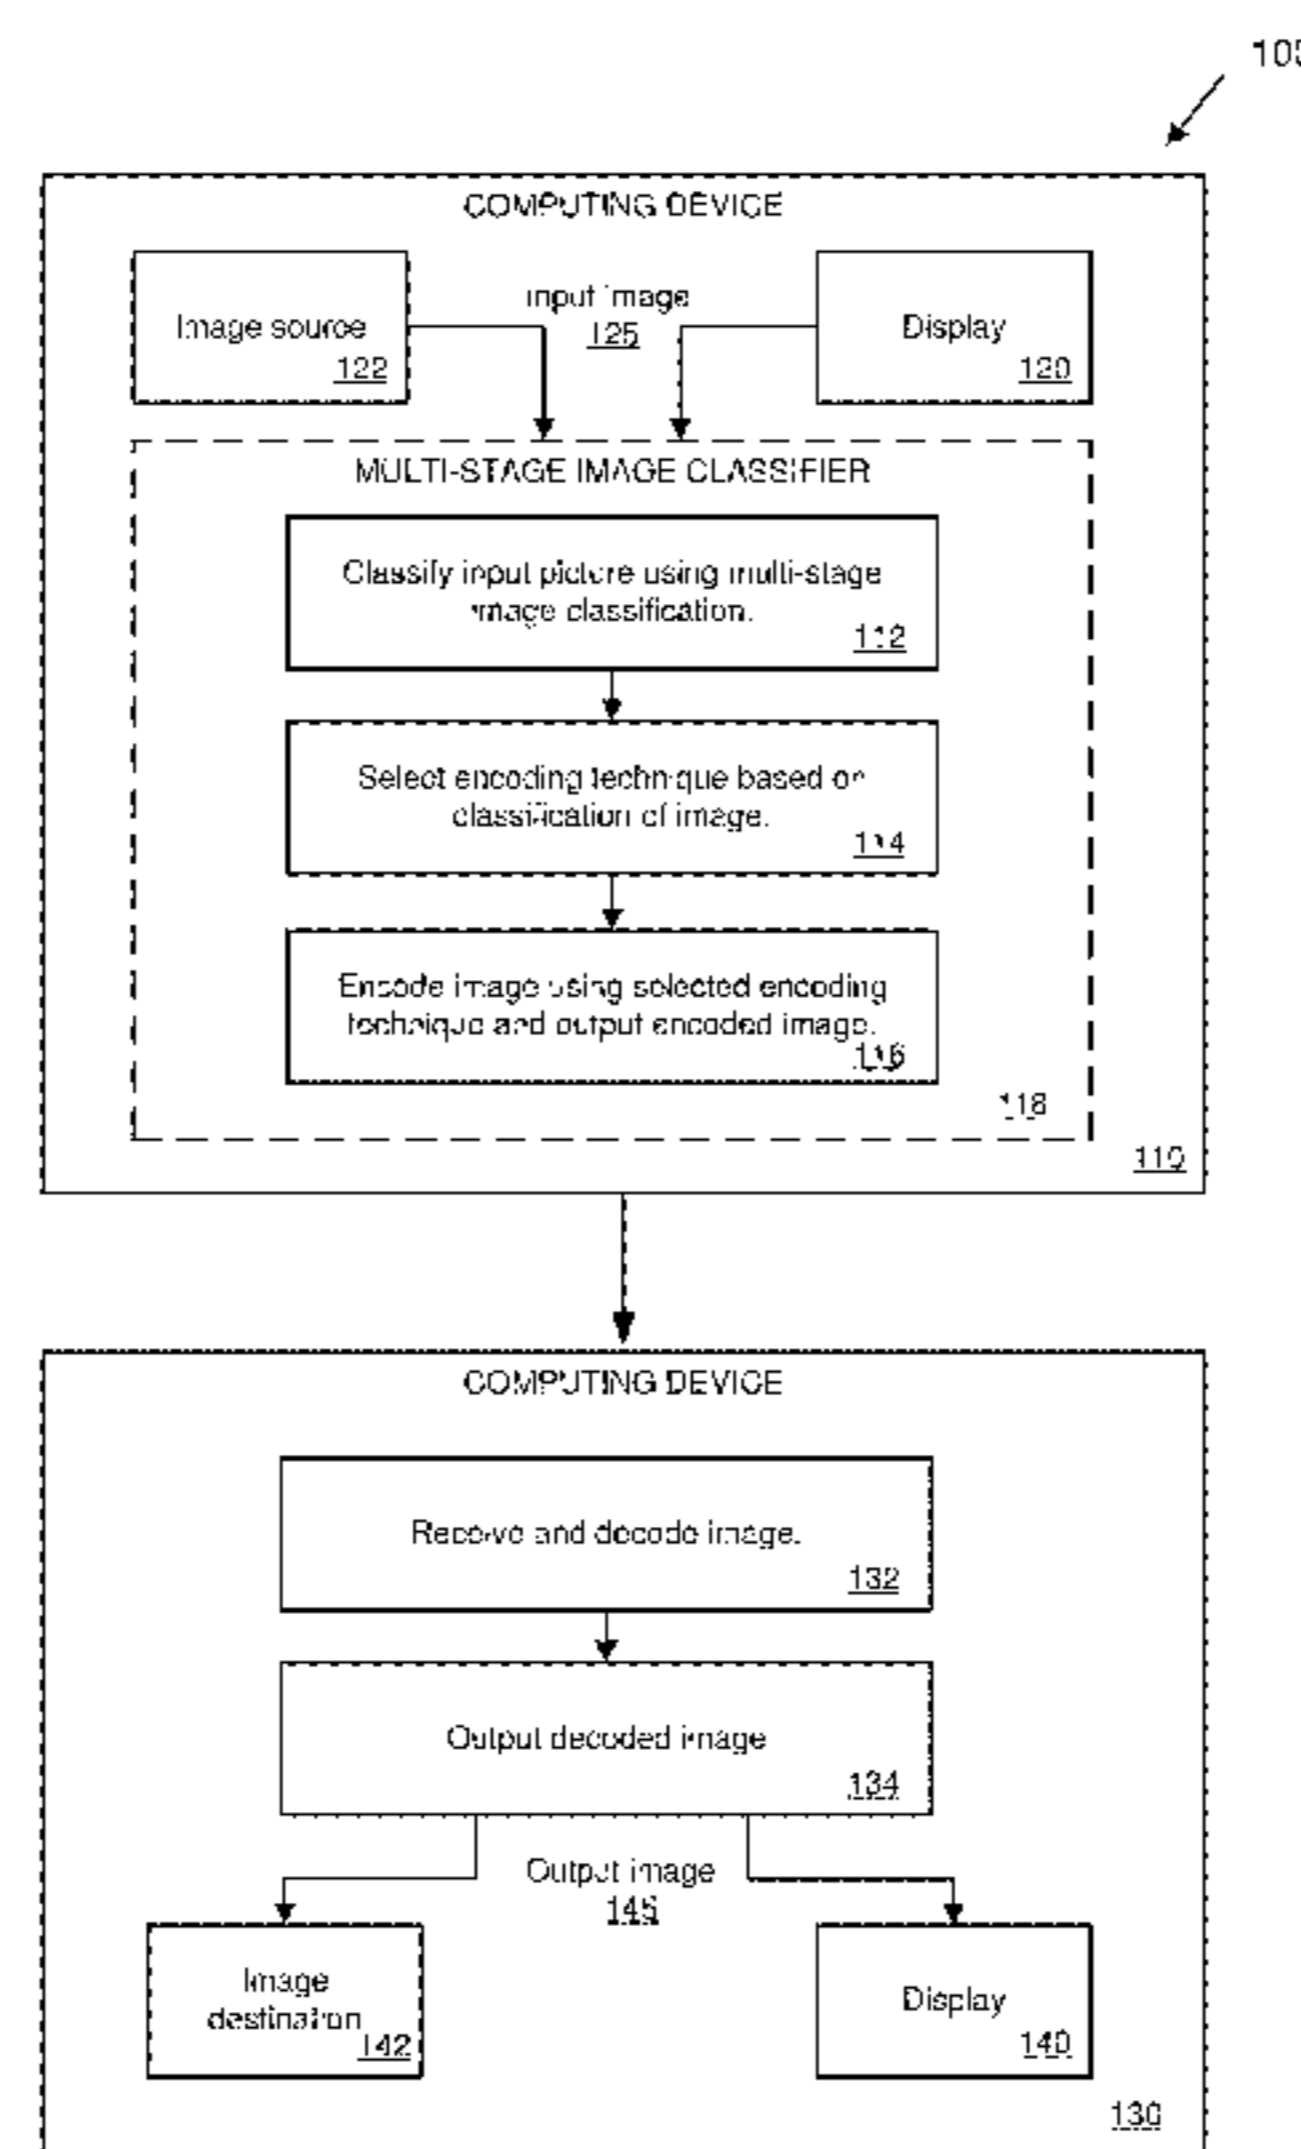 COMPUTING DEVICE
Image source
122
input image
125
Display
120
MULTI-STAGE IMAGE CLASSIFIER
Classify input picture using multi-stage
image classification.
112
Select encoding technique based on
classification of image.
114
Encode image using selected encoding
technique and output encoded image.
116
118
110
COMPUTING DEVICE
Receive and decode image.
132
Output decoded image
134
Output image
145
Image
destination
142
Display
140
130